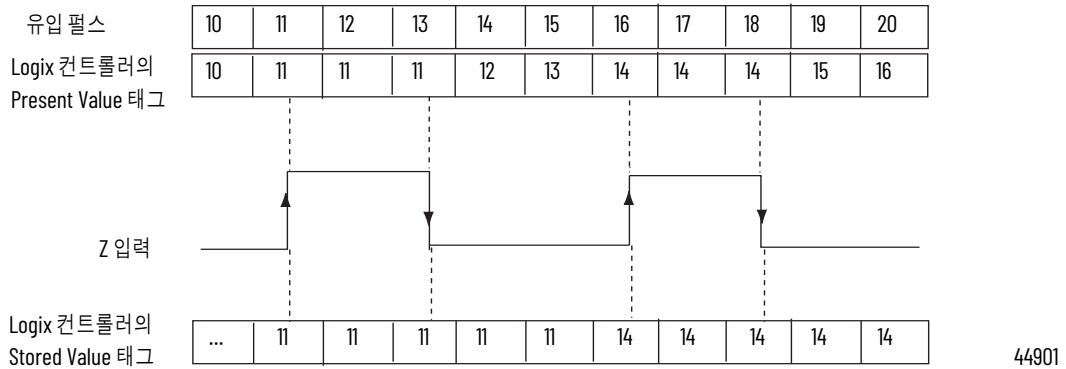 유입 펄스 10 11 12 13 14 15 16 17 18 19 20
Logix 컨트롤러의
Present Value 태그 10 11 11 11 12 13 14 14 14 15 16
Z 입력
Logix 컨트롤러의
Stored Value 태그 ... 11 11 11 11 11 14 14 14 14 14
44901